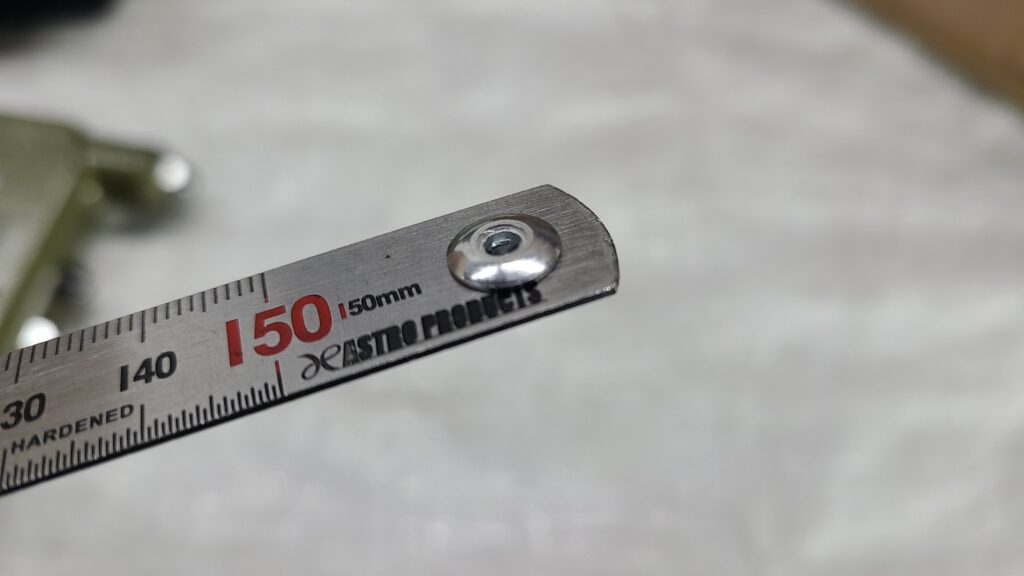 30 140 150 150mm
HARDENED
ASTRO PRODUCTS